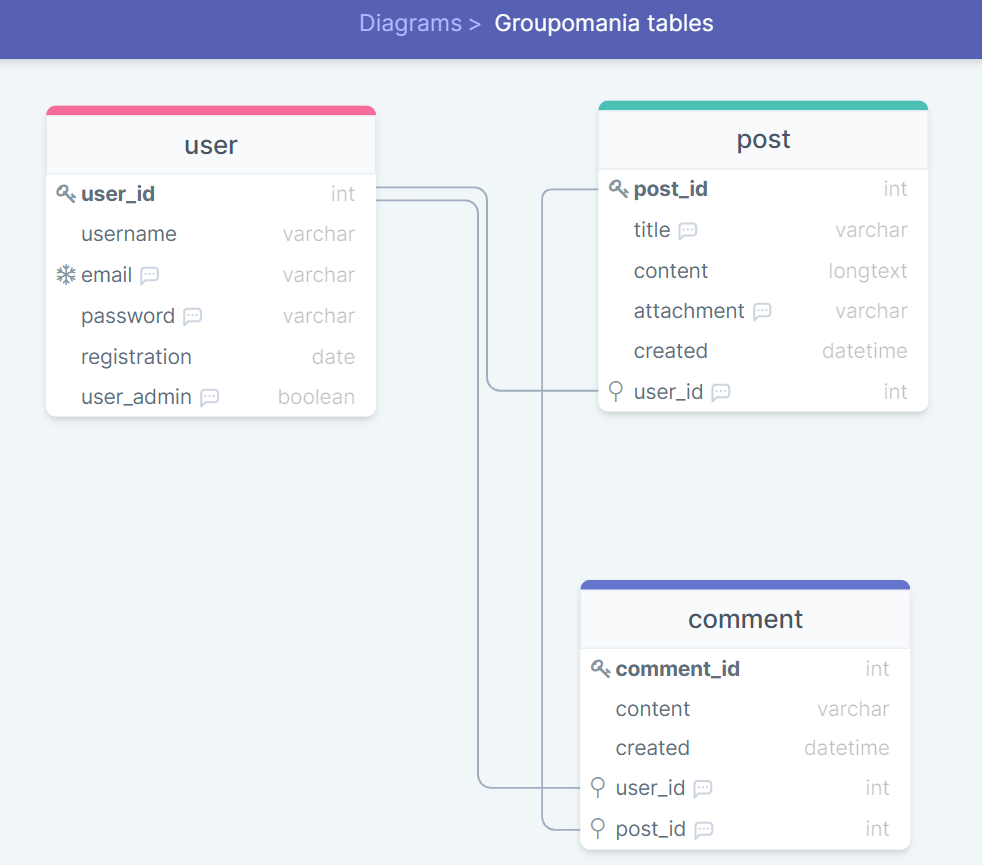 Diagrams > Groupomania tables
user
user_id int
username varchar
email varchar
password varchar
registration date
user_admin boolean
post
post_id int
title varchar
content longtext
attachment varchar
created datetime
user_id int
comment
comment_id int
content varchar
created datetime
user_id int
post_id int